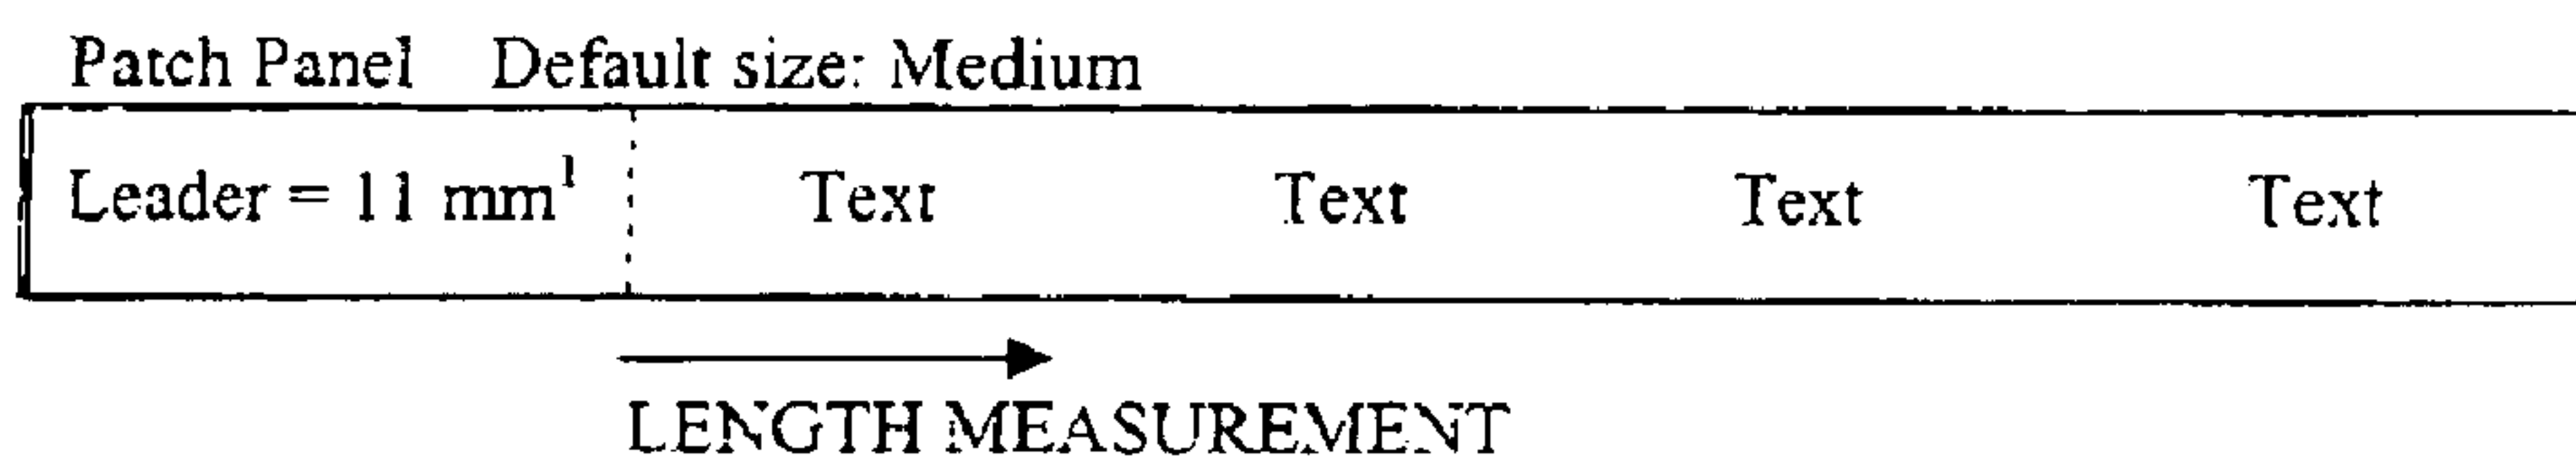 Patch Panel Default size: Medium
Leader = 11 mm¹ Text Text Text Text
LENGTH MEASUREMENT